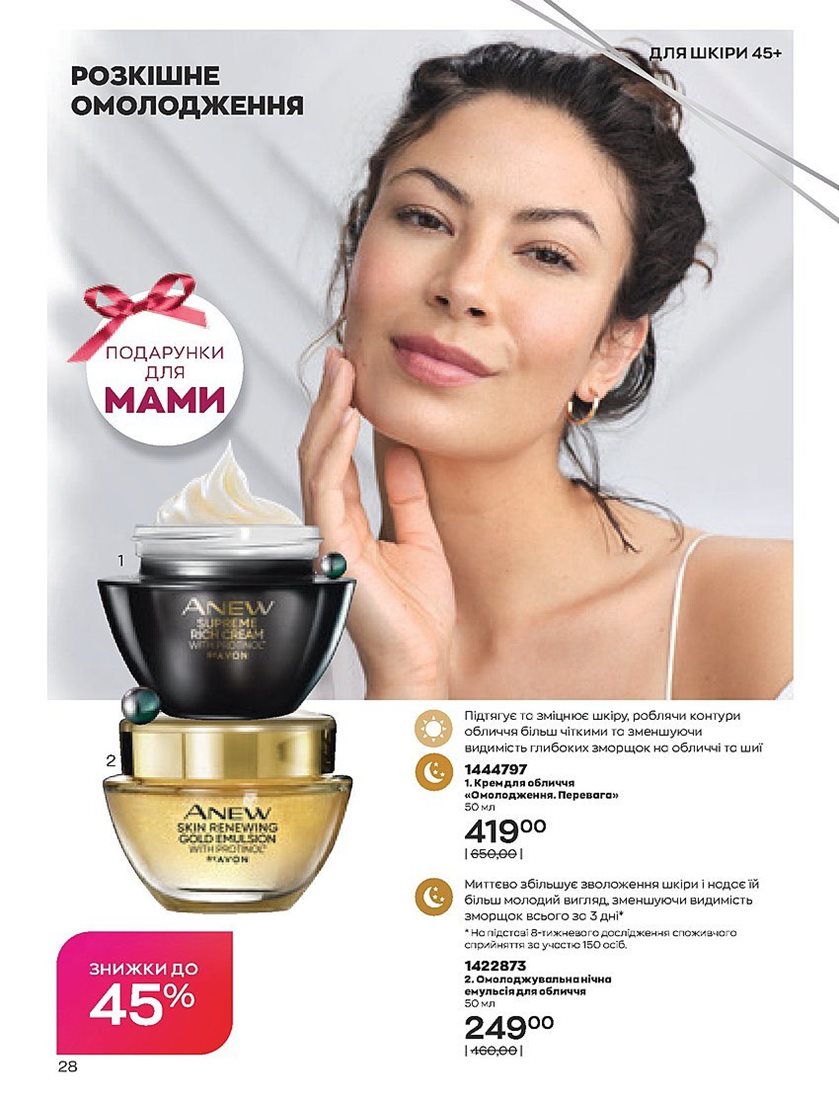 РОЗКІШНЕ
ОМОЛОДЖЕННЯ
ДЛЯ ШКІРИ 45+
ПОДАРУНКИ
ДЛЯ
МАМИ
1
ANEW
SUPREME
RICH CREAM
WITH PROTINOL™
BY AVON
2
ANEW
SKIN RENEWING
GOLD EMULSION
WITH PROTINOL™
BY AVON
Підтягує та зміцнює шкіру, роблячи контури
обличчя більш чіткими та зменшуючи
видимість глибоких зморщок на обличчі та шиї
1444797
1. Крем для обличчя
«Омолодження. Перевага»
50 мл
419⁰⁰
|650,00|
Миттєво збільшує зволоження шкіри і надає їй
більш молодий вигляд, зменшуючи видимість
зморщок всього за 3 дні*
* На підставі 8-тижневого дослідження споживчого
сприйняття за участю 150 осіб.
1422873
2. Омолоджувальна нічна
емульсія для обличчя
50 мл
249⁰⁰
|460,00|
ЗНИЖКИ ДО
45%
28